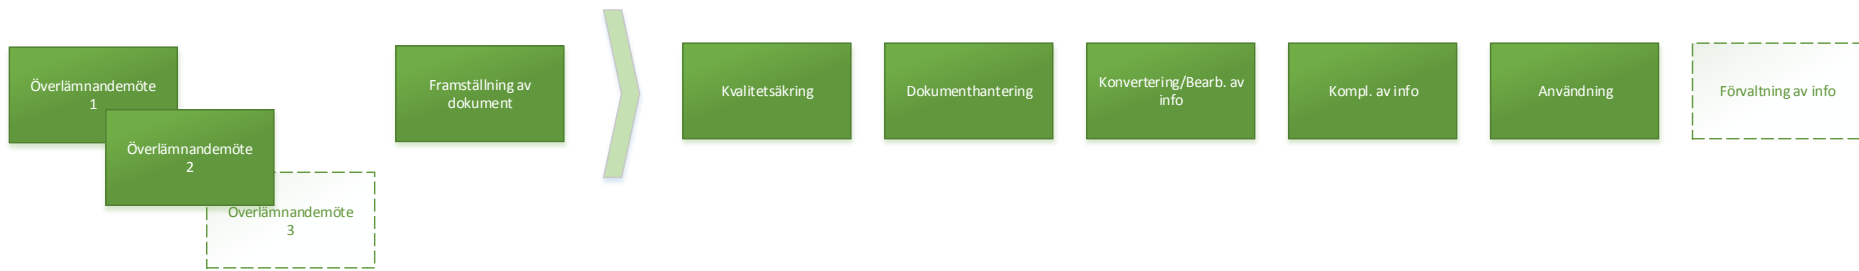 Överlämnandemöte
1
Överlämnandemöte
2
Överlämnandemöte
3
Framställning av
dokument
Kvalitetsäkring
Dokumenthantering
Konvertering/Bearb. av
info
Kompl. av info
Användning
Förvaltning av info